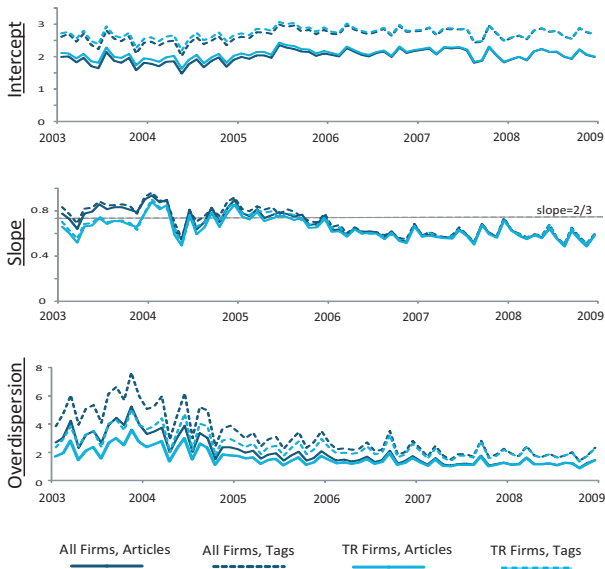 Intercept
3
2
1
0
2003 2004 2005 2006 2007 2008 2009
Slope
0.8
0.4
0
slope=2/3
2003 2004 2005 2006 2007 2008 2009
Overdispersion
8
6
4
2
0
2003 2004 2005 2006 2007 2008 2009
All Firms, Articles All Firms, Tags TR Firms, Articles TR Firms, Tags